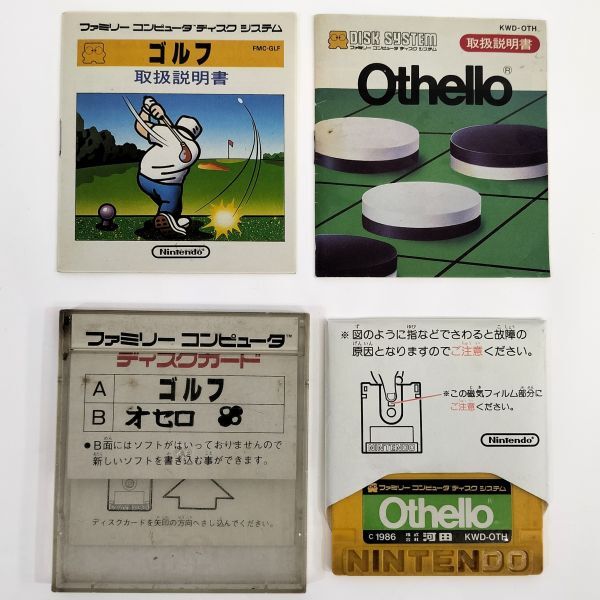 ファミリー コンピュータ ディスク システム
ゴルフ
FMC-GLF
取扱説明書
Nintendo®
KWD-OTH
DISK SYSTEM
ファミリー コンピュータ ディスク システム
取扱説明書
Othello®
ファミリー コンピュータ™
ディスクカード
A ゴルフ
B オセロ
●B面にはソフトがはいっておりませんので
新しいソフトを書き込む事ができます。
ディスクカードを矢印の方向へさし込んでください。
※図のように指などでさわると故障の
原因となりますのでご注意ください。
※この磁気フィルム部分に
ご注意ください。
NINTENDO
Nintendo®
ファミリー コンピュータ ディスク システム
Othello®
C 1986 株式会社 河田 KWD-OTH
NINTENDO